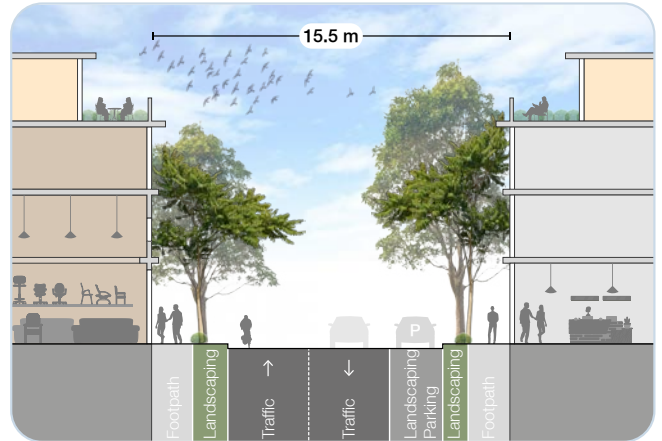 15.5 m
P
Footpath
Landscaping
Traffic
Traffic
Landscaping
Parking
Landscaping
Footpath